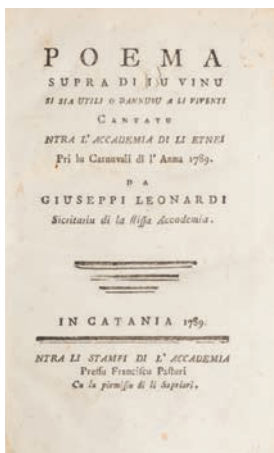 POEMA
SUPRA DI LU VINU
SI SIA UTILI O DANNUSU A LI VIVENTI
CANTATU
NTRA L'ACCADEMIA DI LI ETNEI
Pri lu Carnuvali di l' Annu 1789.
DA
GIUSEPPI LEONARDI
Sicritariu di la stissa Accademia.
IN CATANIA 1789.
NTRA LI STAMPI DI L' ACCADEMIA
Pressu Franciscu Pastori
Cu lu pirmissu di li Supriori.